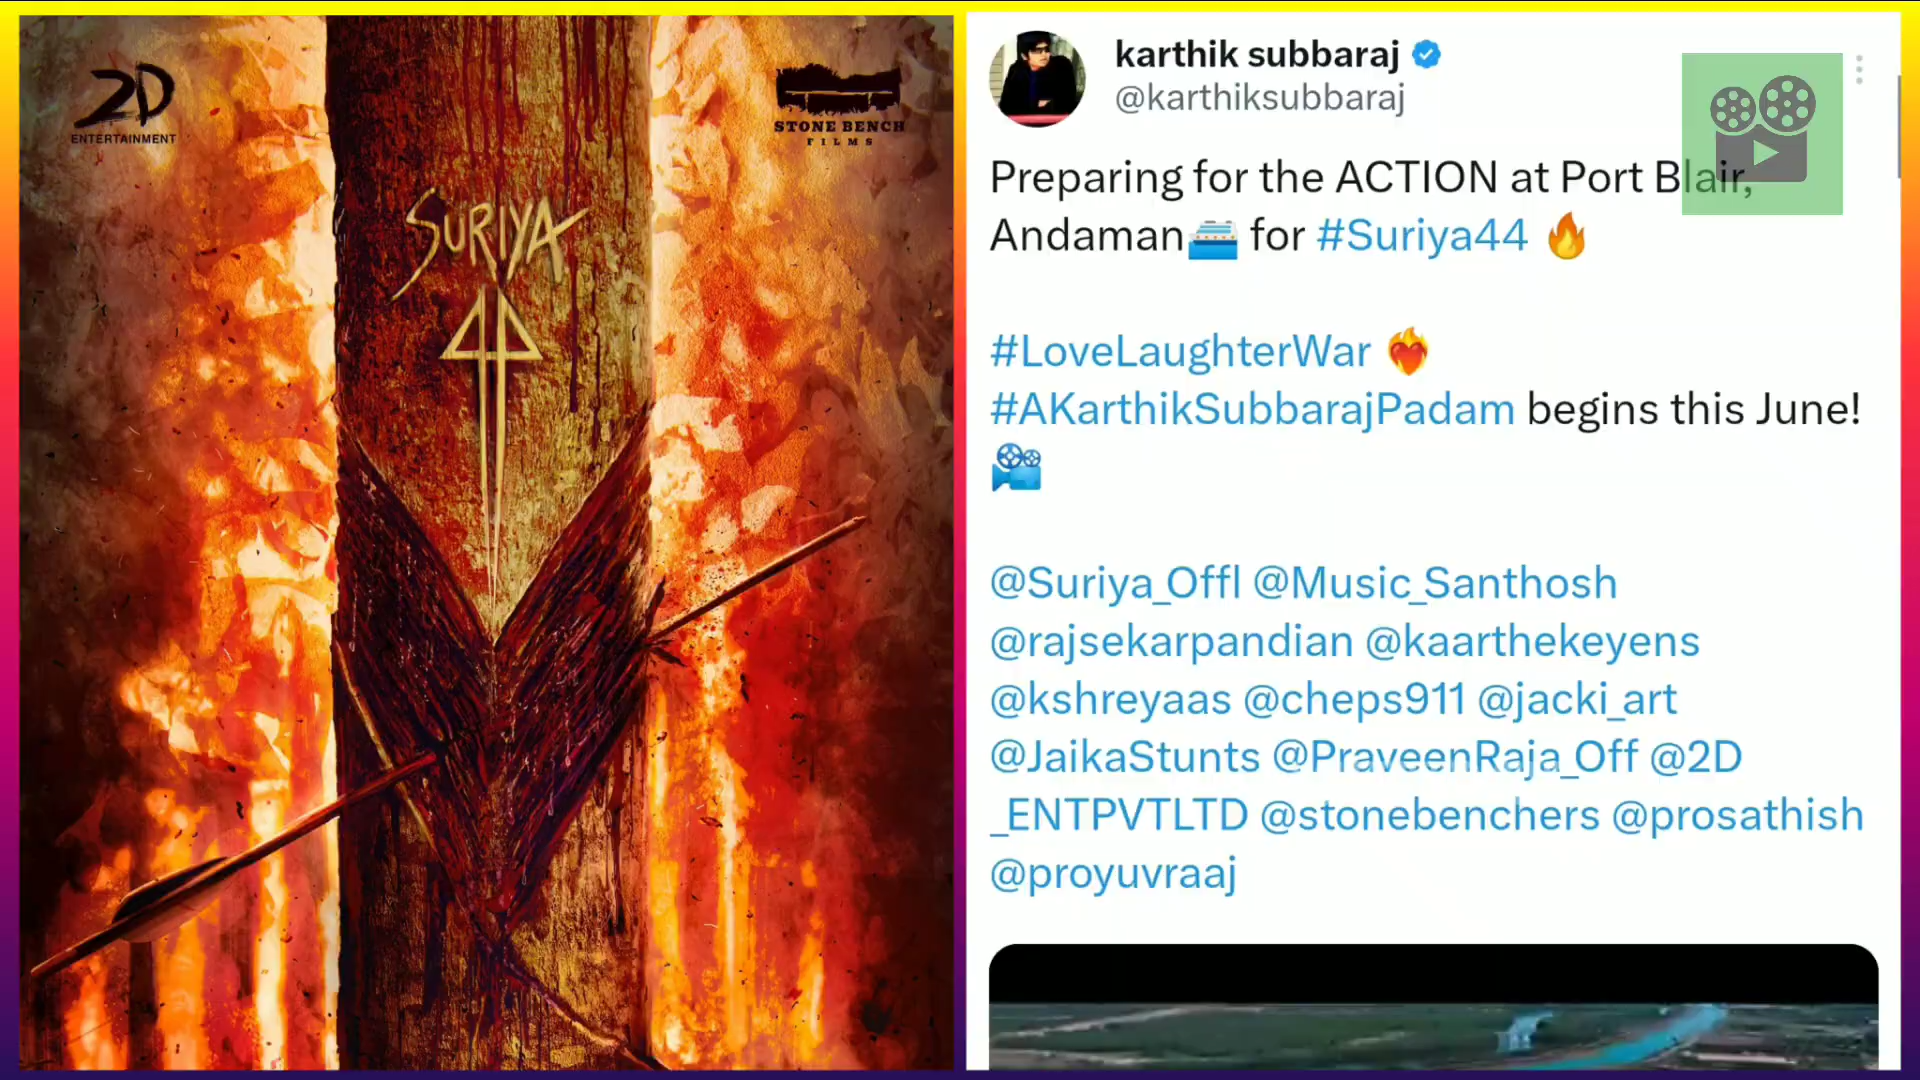 2D
ENTERTAINMENT
STONE BENCH
FILMS
SURIYA
44
karthik subbaraj
@karthiksubbaraj
Preparing for the ACTION at Port Blair,
Andaman🛳️ for #Suriya44 🔥
#LoveLaughterWar ❤️‍🔥
#AKarthikSubbarajPadam begins this June!
🎥
@Suriya_Offl @Music_Santhosh
@rajsekarpandian @kaarthekeyens
@kshreyaas @cheps911 @jacki_art
@JaikaStunts @PraveenRaja_Off @2D
_ENTPVTLTD @stonebenchers @prosathish
@proyuvraaj